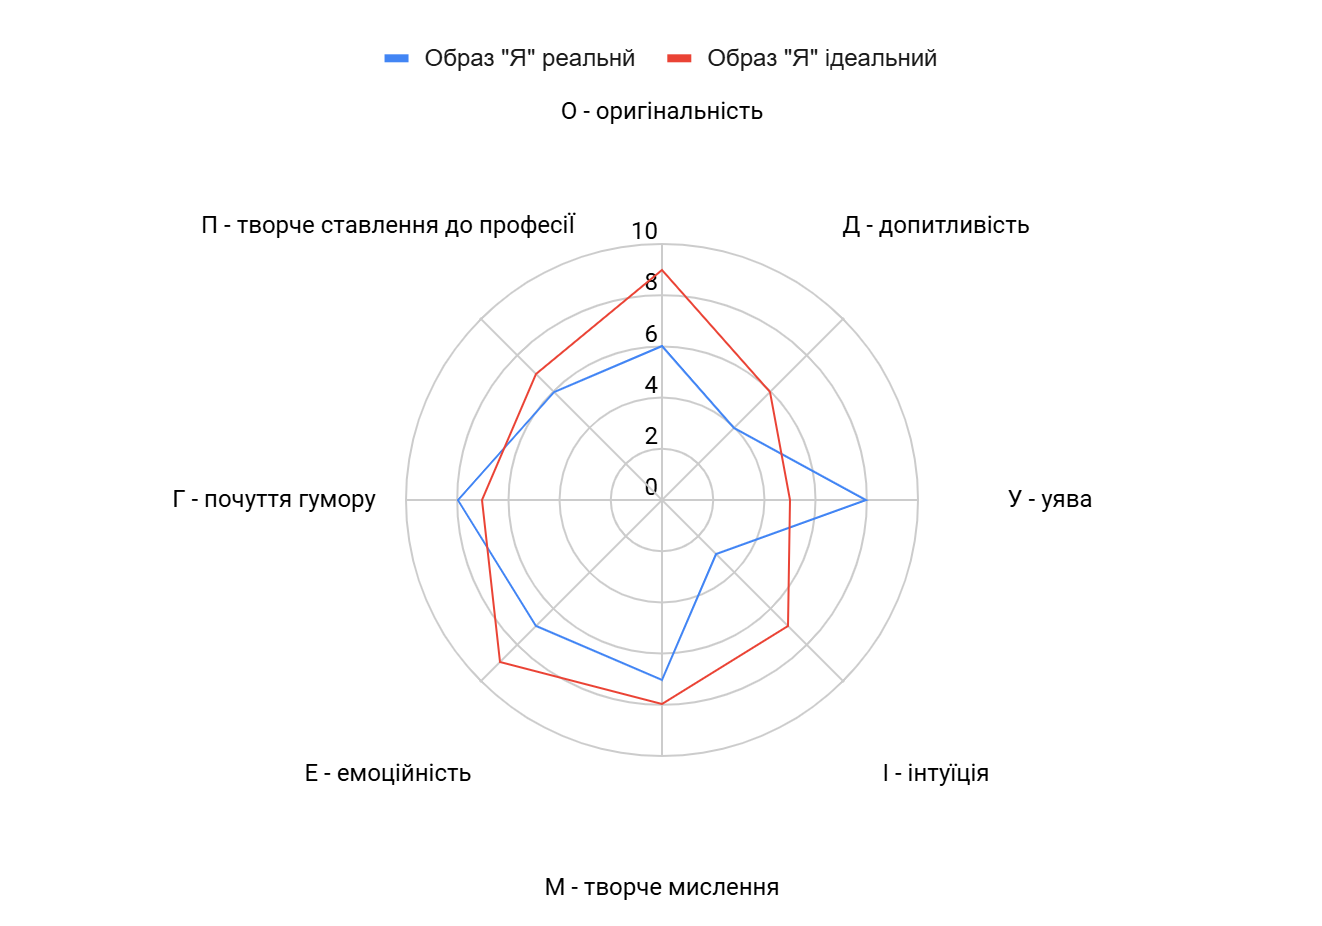 Образ "Я" реальнй Образ "Я" ідеальний
О - оригінальність
П - творче ставлення до професіЇ
Д - допитливість
10
8
6
4
2
0
Г - почуття гумору
У - уява
Е - емоційність
І - інтуїція
М - творче мислення